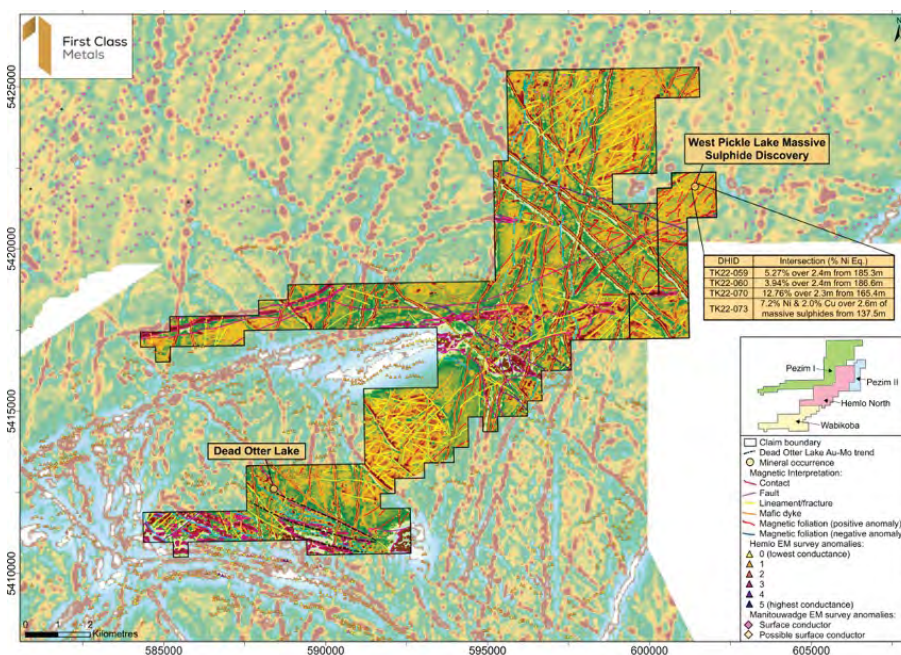 First Class
Metals
N
5425000
5420000
5415000
5410000
West Pickle Lake Massive
Sulphide Discovery
DHID Intersection (% Ni Eq.)
TK22-059 5.27% over 2.4m from 185.3m
TK22-060 3.94% over 2.4m from 186.6m
TK22-070 12.76% over 2.3m from 165.4m
TK22-073 7.2% Ni & 2.0% Cu over 2.6m of
massive sulphides from 137.5m
Dead Otter Lake
Pezim I
Pezim II
Hemlo North
Wabikoba
Claim boundary
Dead Otter Lake Au-Mo trend
Mineral occurrence
Magnetic Interpretation:
Contact
Fault
Lineament/fracture
Mafic dyke
Magnetic foliation (positive anomaly)
Magnetic foliation (negative anomaly)
Hemlo EM survey anomalies:
0 (lowest conductance)
1
2
3
4
5 (highest conductance)
Manitouwadge EM survey anomalies:
Surface conductor
Possible surface conductor
0 1 2
Kilometres
585000 590000 595000 600000 605000